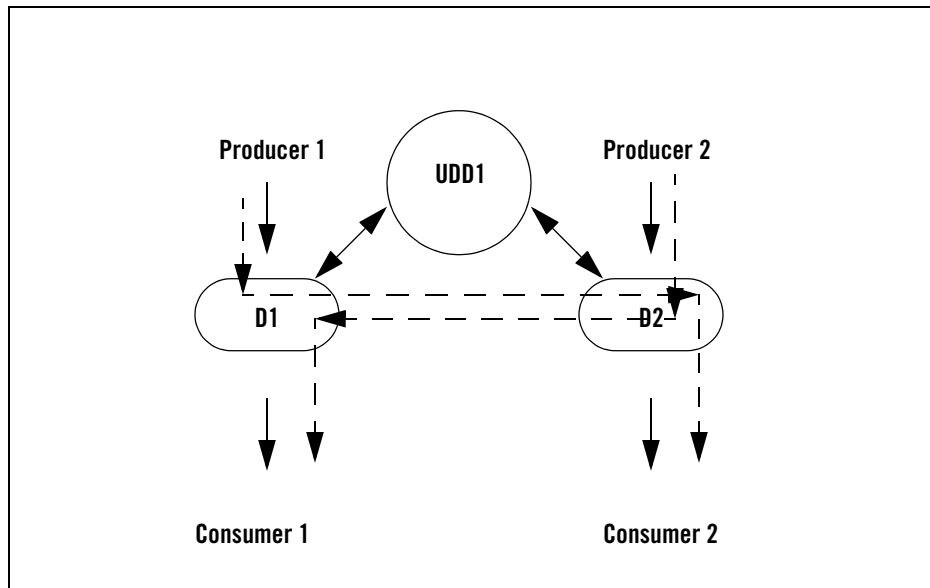 Producer 1
Producer 2
UDD1
D1
D2
Consumer 1
Consumer 2